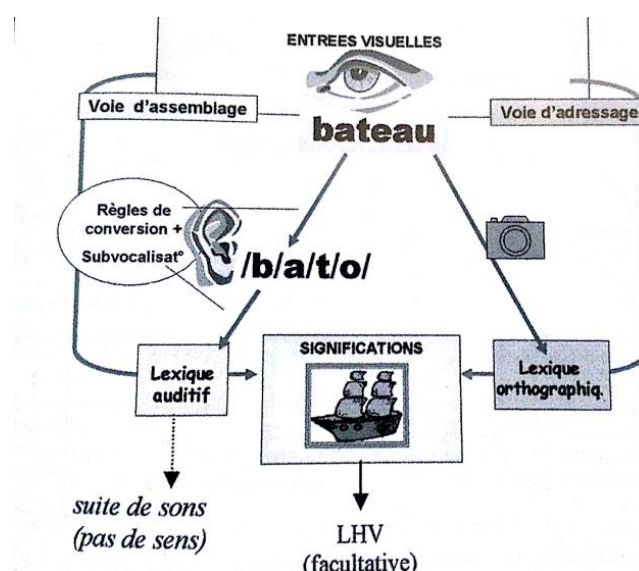 ENTREES VISUELLES
Voie d'assemblage
Voie d'adressage
bateau
Règles de
conversion +
Subvocalisat°
/b/a/t/o/
SIGNIFICATIONS
Lexique
auditif
Lexique
orthographiq.
suite de sons
(pas de sens)
LHV
(facultative)